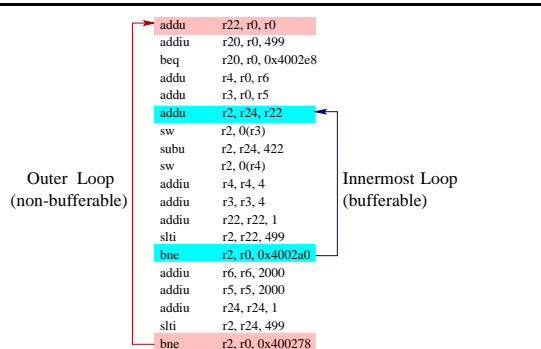 addu r22, r0, r0
addiu r20, r0, 499
beq r20, r0, 0x4002e8
addu r4, r0, r6
addu r3, r0, r5
addu r2, r24, r22
sw r2, 0(r3)
subu r2, r24, 422
sw r2, 0(r4)
addiu r4, r4, 4
addiu r3, r3, 4
addiu r22, r22, 1
slti r2, r22, 499
bne r2, r0, 0x4002a0
addiu r6, r6, 2000
addiu r5, r5, 2000
addiu r24, r24, 1
slti r2, r24, 499
bne r2, r0, 0x400278
Outer Loop
(non-bufferable)
Innermost Loop
(bufferable)